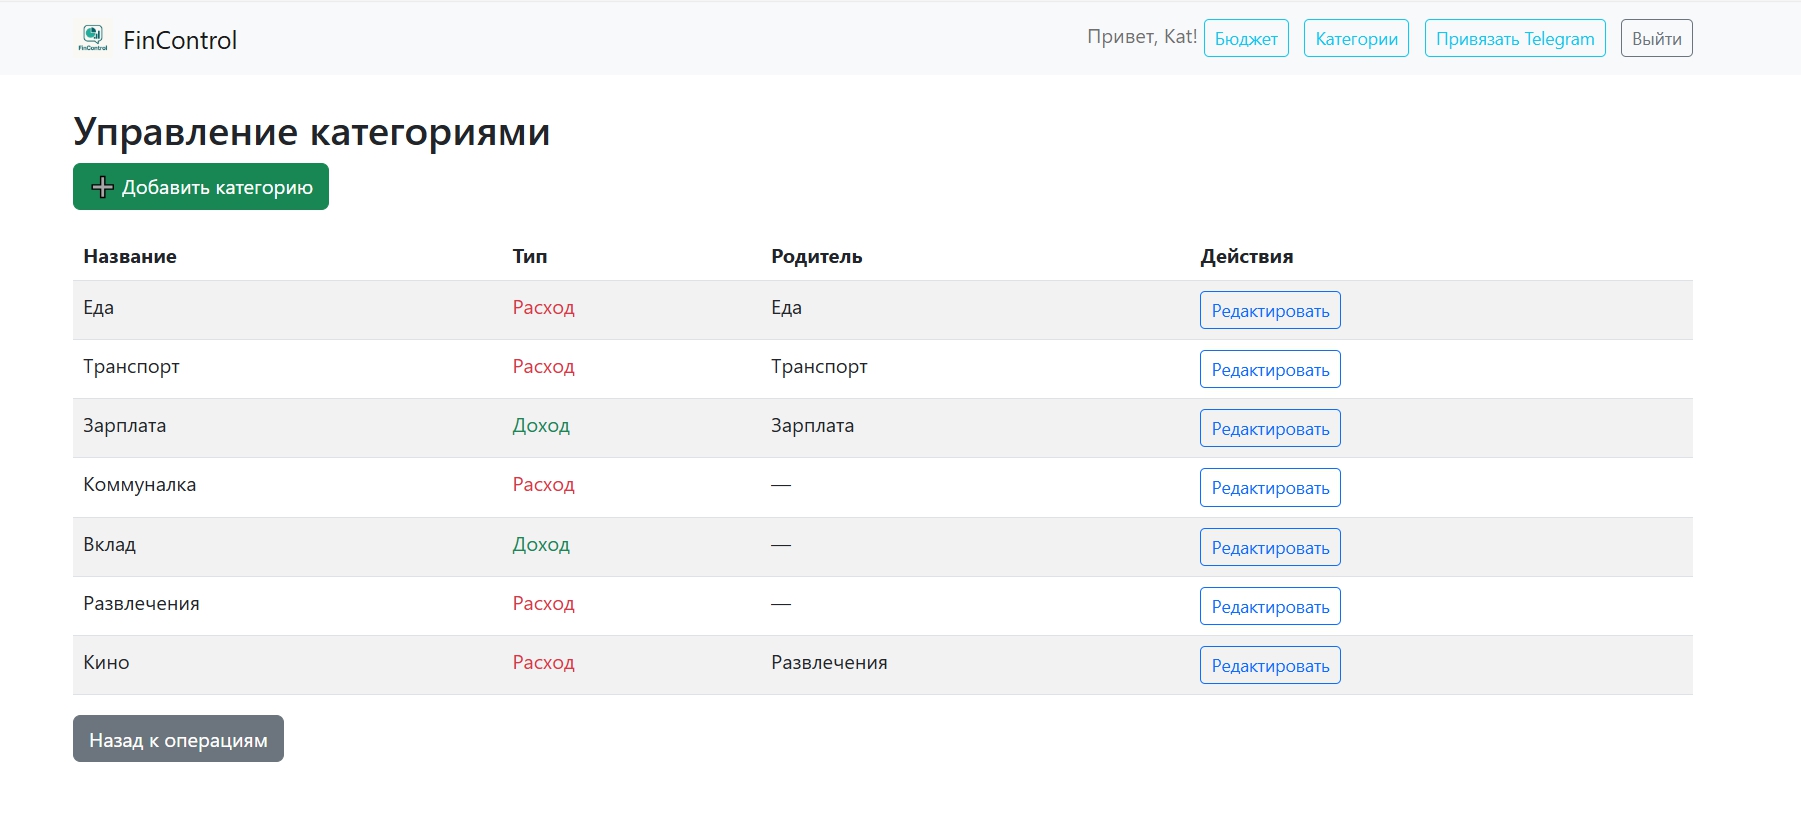 FinControl FinControl Привет, Kat! Бюджет Категории Привязать Telegram Выйти
Управление категориями
Добавить категорию
Название Тип Родитель Действия
Еда Расход Еда Редактировать
Транспорт Расход Транспорт Редактировать
Зарплата Доход Зарплата Редактировать
Коммуналка Расход — Редактировать
Вклад Доход — Редактировать
Развлечения Расход — Редактировать
Кино Расход Развлечения Редактировать
Назад к операциям